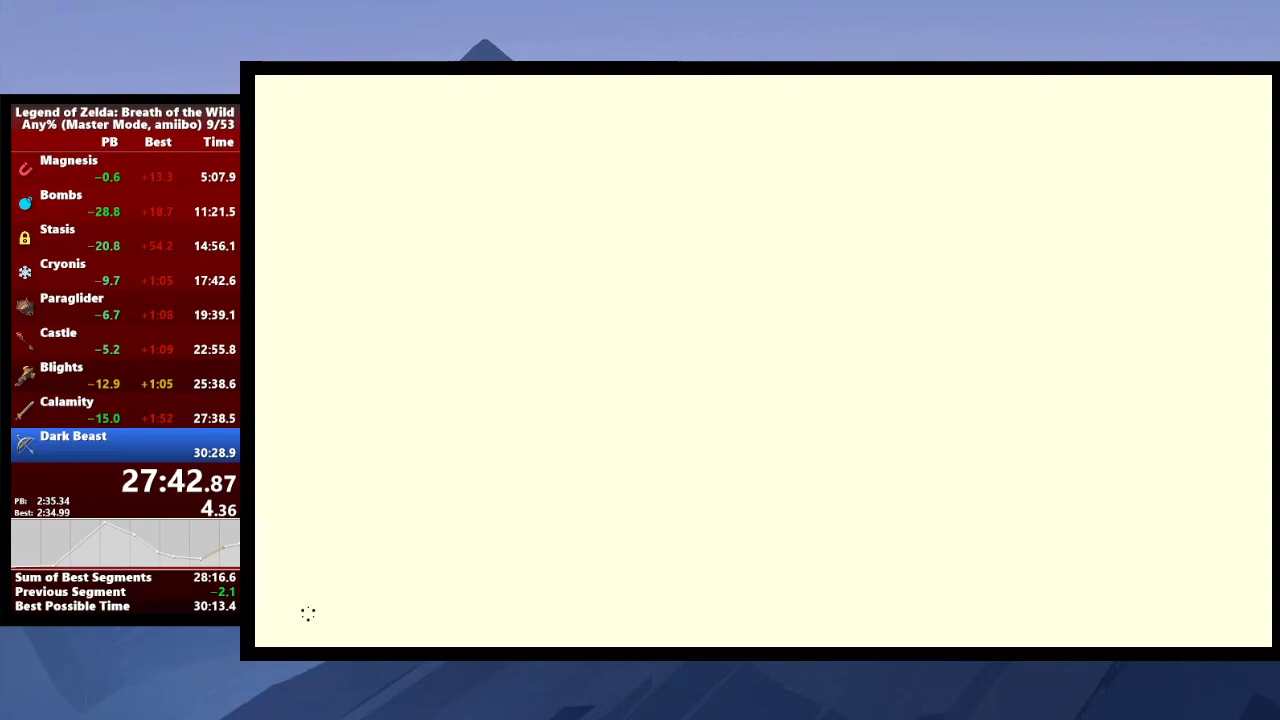 Legend of Zelda: Breath of the Wild
Any% (Master Mode, amiibo) 9/53
PB Best Time
Magnesis
−0.6 +13.3 5:07.9
Bombs
−28.8 +18.7 11:21.5
Stasis
−20.8 +54.2 14:56.1
Cryonis
−9.7 +1:05 17:42.6
Paraglider
−6.7 +1:08 19:39.1
Castle
−5.2 +1:09 22:55.8
Blights
−12.9 +1:05 25:38.6
Calamity
−15.0 +1:52 27:38.5
Dark Beast
30:28.9
27:42.87
PB: 2:35.34
Best: 2:34.99
4.36
Sum of Best Segments 28:16.6
Previous Segment −2.1
Best Possible Time 30:13.4